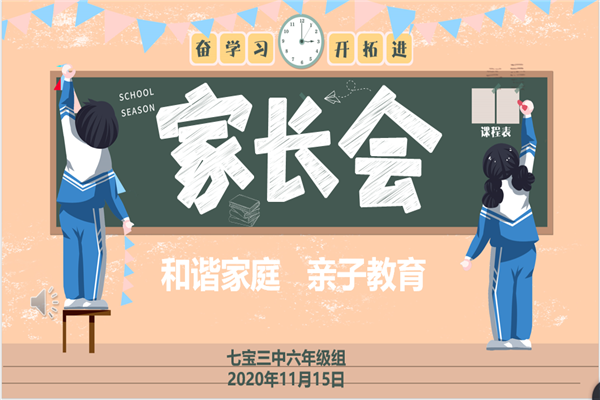 奋学习 开拓进
SCHOOL
SEASON
家长会
课程表
和谐家庭 亲子教育
七宝三中六年级组
2020年11月15日